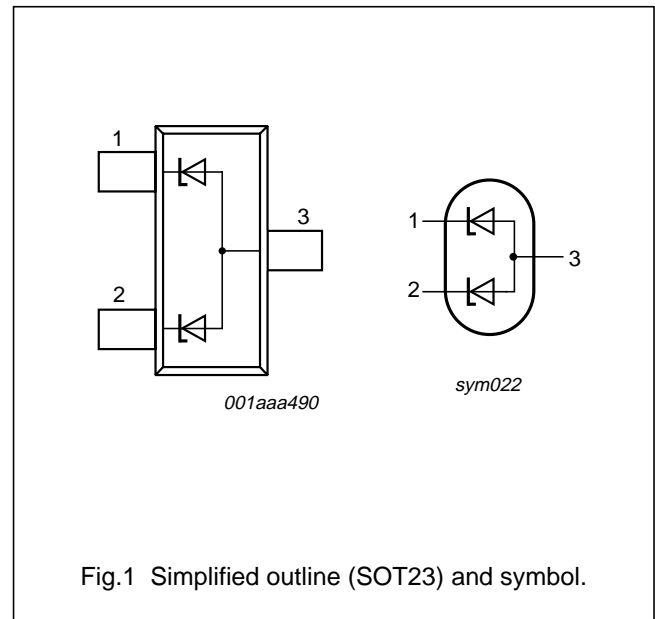 1
2
3
001aaa490
1
2
3
sym022
Fig.1 Simplified outline (SOT23) and symbol.